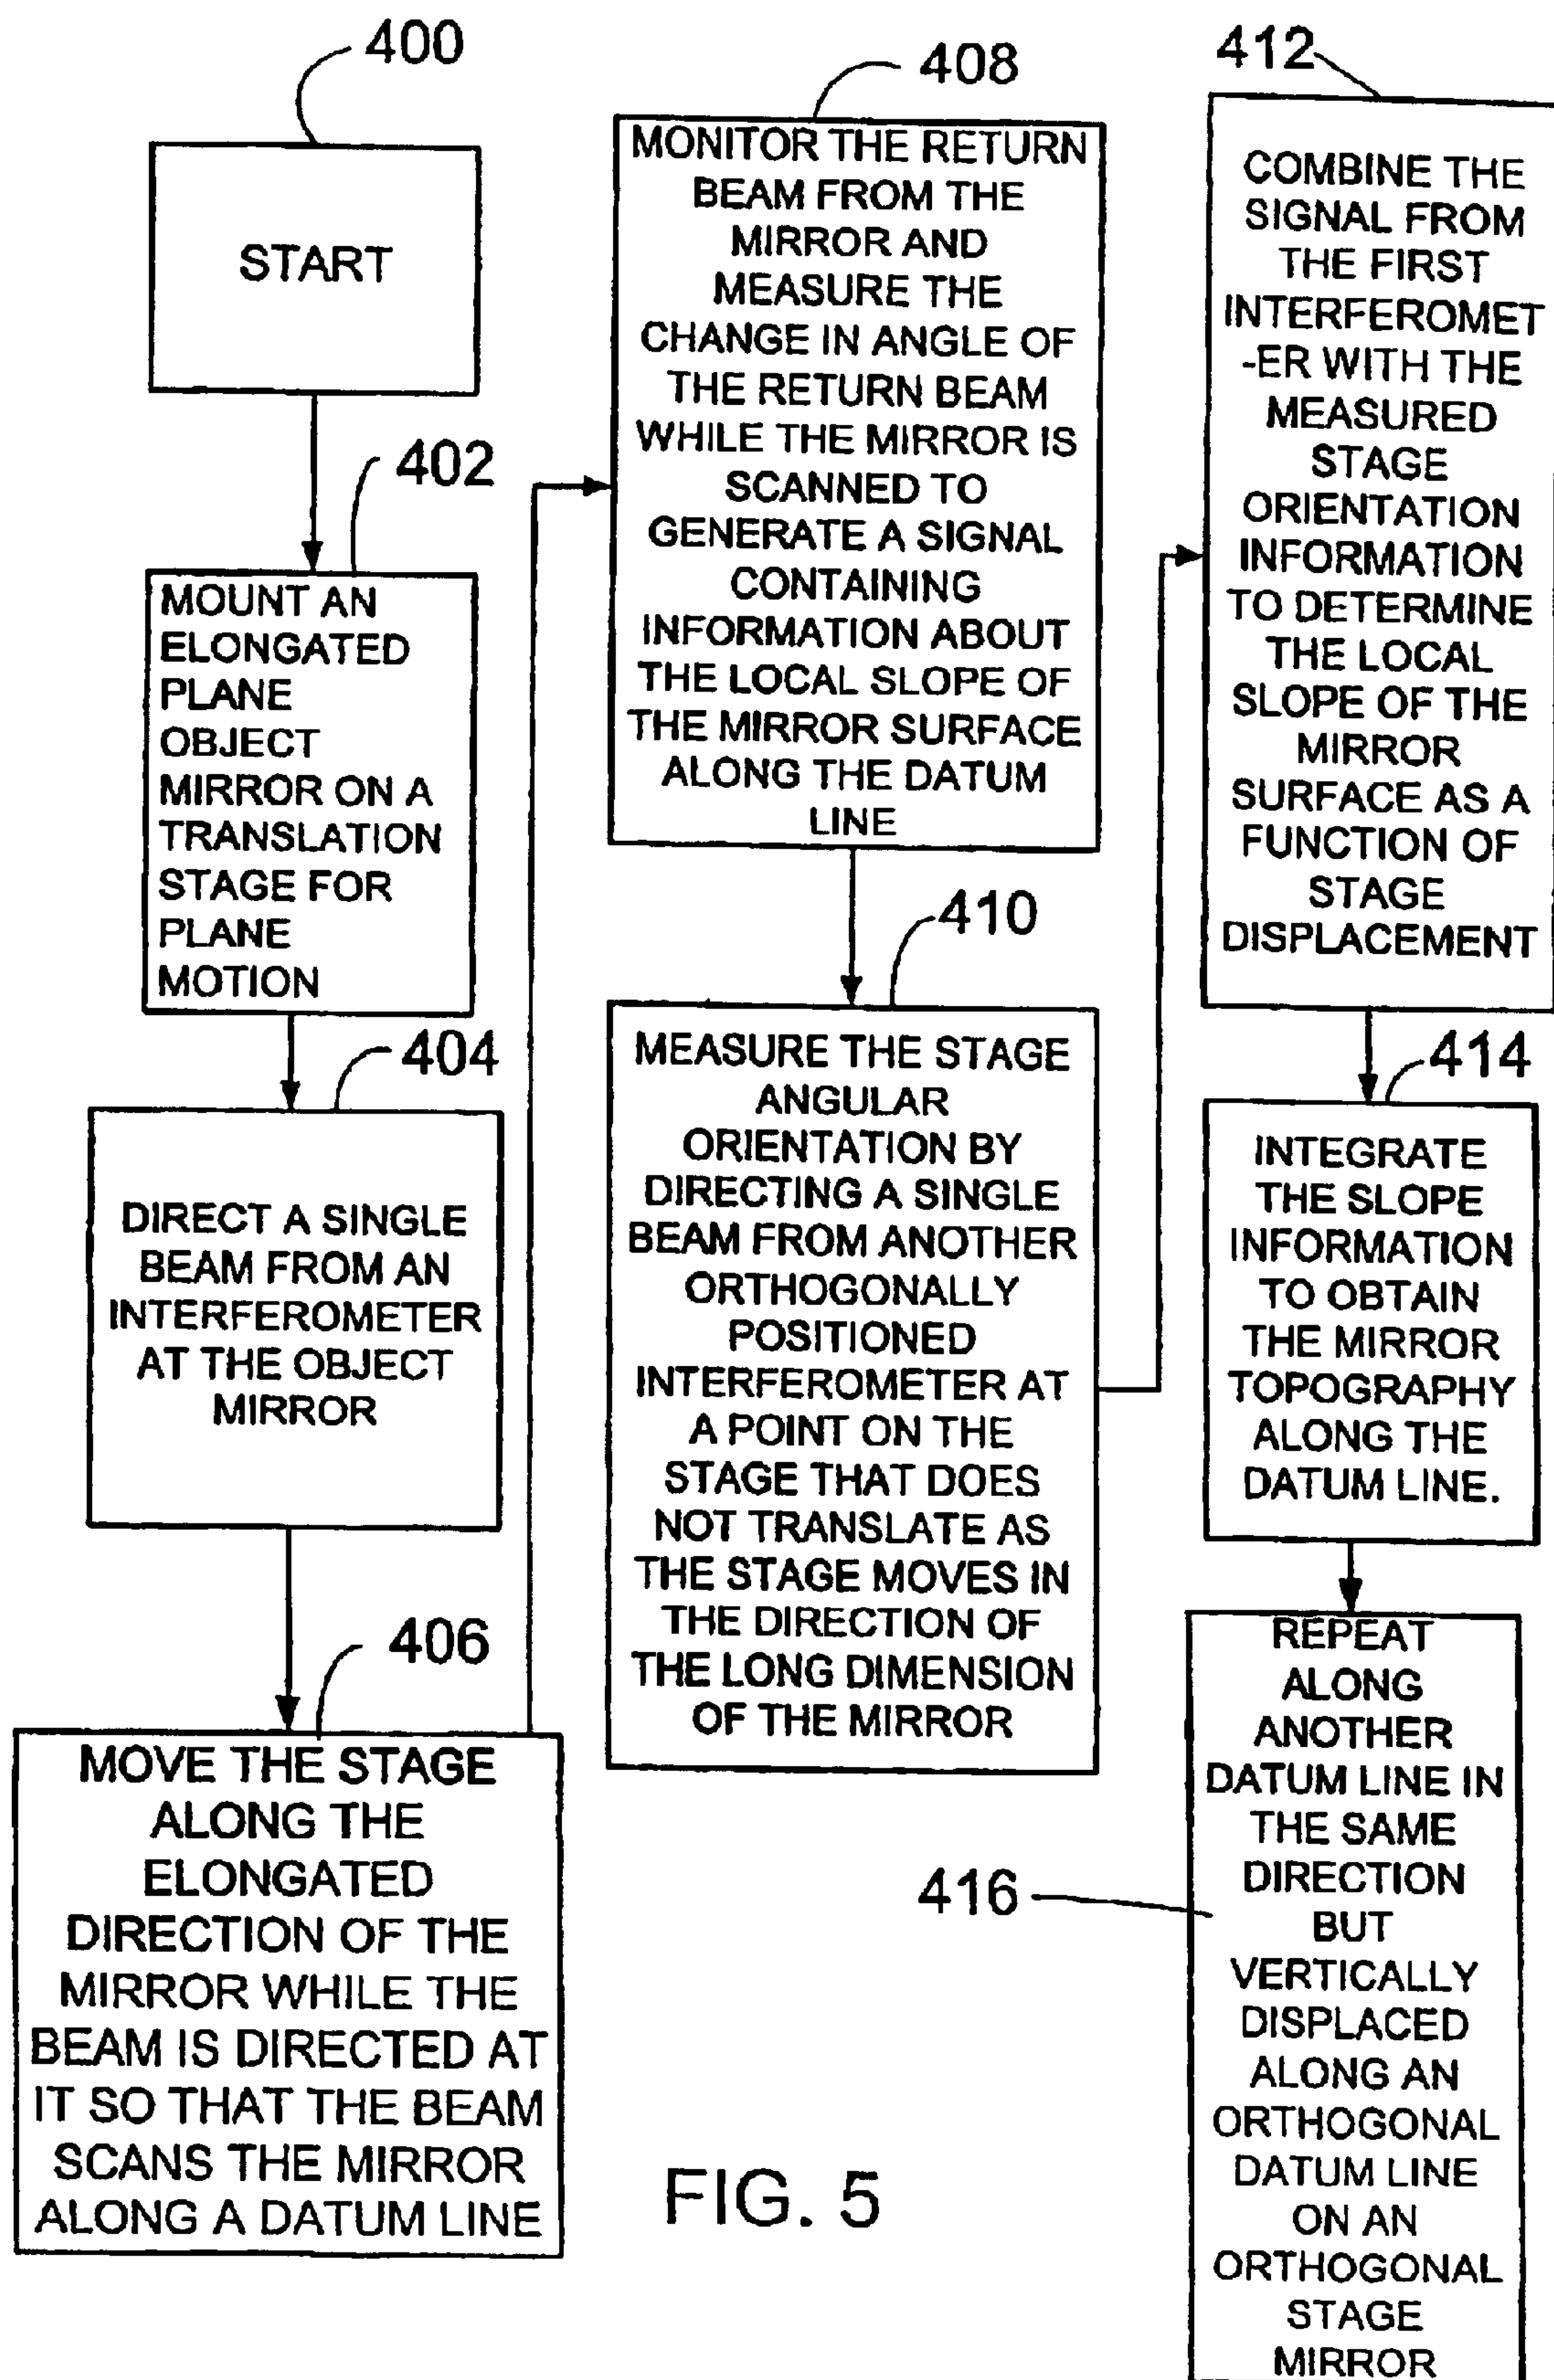 400
START
402
MOUNT AN
ELONGATED
PLANE
OBJECT
MIRROR ON A
TRANSLATION
STAGE FOR
PLANE
MOTION
404
DIRECT A SINGLE
BEAM FROM AN
INTERFEROMETER
AT THE OBJECT
MIRROR
406
MOVE THE STAGE
ALONG THE
ELONGATED
DIRECTION OF THE
MIRROR WHILE THE
BEAM IS DIRECTED AT
IT SO THAT THE BEAM
SCANS THE MIRROR
ALONG A DATUM LINE
408
MONITOR THE RETURN
BEAM FROM THE
MIRROR AND
MEASURE THE
CHANGE IN ANGLE OF
THE RETURN BEAM
WHILE THE MIRROR IS
SCANNED TO
GENERATE A SIGNAL
CONTAINING
INFORMATION ABOUT
THE LOCAL SLOPE OF
THE MIRROR SURFACE
ALONG THE DATUM
LINE
410
MEASURE THE STAGE
ANGULAR
ORIENTATION BY
DIRECTING A SINGLE
BEAM FROM ANOTHER
ORTHOGONALLY
POSITIONED
INTERFEROMETER AT
A POINT ON THE
STAGE THAT DOES
NOT TRANSLATE AS
THE STAGE MOVES IN
THE DIRECTION OF
THE LONG DIMENSION
OF THE MIRROR
412
COMBINE THE
SIGNAL FROM
THE FIRST
INTERFEROMET
-ER WITH THE
MEASURED
STAGE
ORIENTATION
INFORMATION
TO DETERMINE
THE LOCAL
SLOPE OF THE
MIRROR
SURFACE AS A
FUNCTION OF
STAGE
DISPLACEMENT
414
INTEGRATE
THE SLOPE
INFORMATION
TO OBTAIN
THE MIRROR
TOPOGRAPHY
ALONG THE
DATUM LINE.
416
REPEAT
ALONG
ANOTHER
DATUM LINE IN
THE SAME
DIRECTION
BUT
VERTICALLY
DISPLACED
ALONG AN
ORTHOGONAL
DATUM LINE
ON AN
ORTHOGONAL
STAGE
MIRROR
FIG. 5